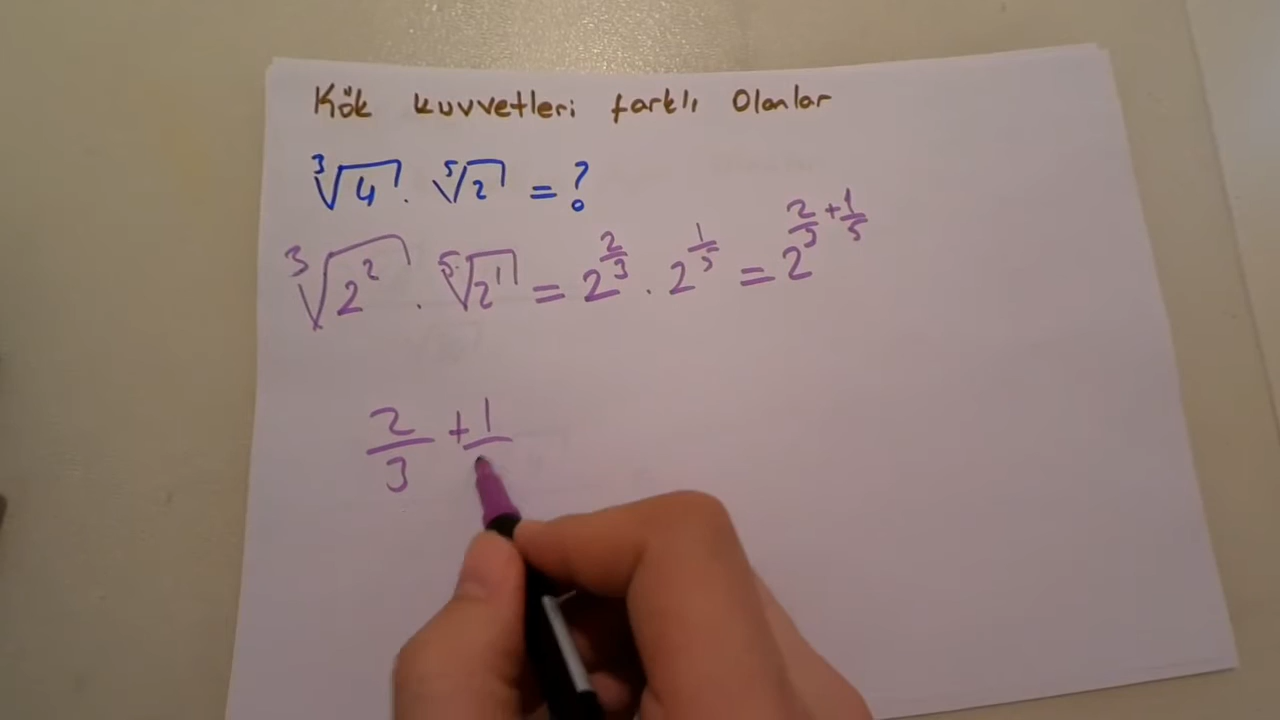 Kök kuvvetleri farklı Olanlar
∛4 . ⁵√2 = ?
∛2² . ⁵√2¹ = 2^(2/3) . 2^(1/5) = 2^(2/3 + 1/5)
2/3 + 1/